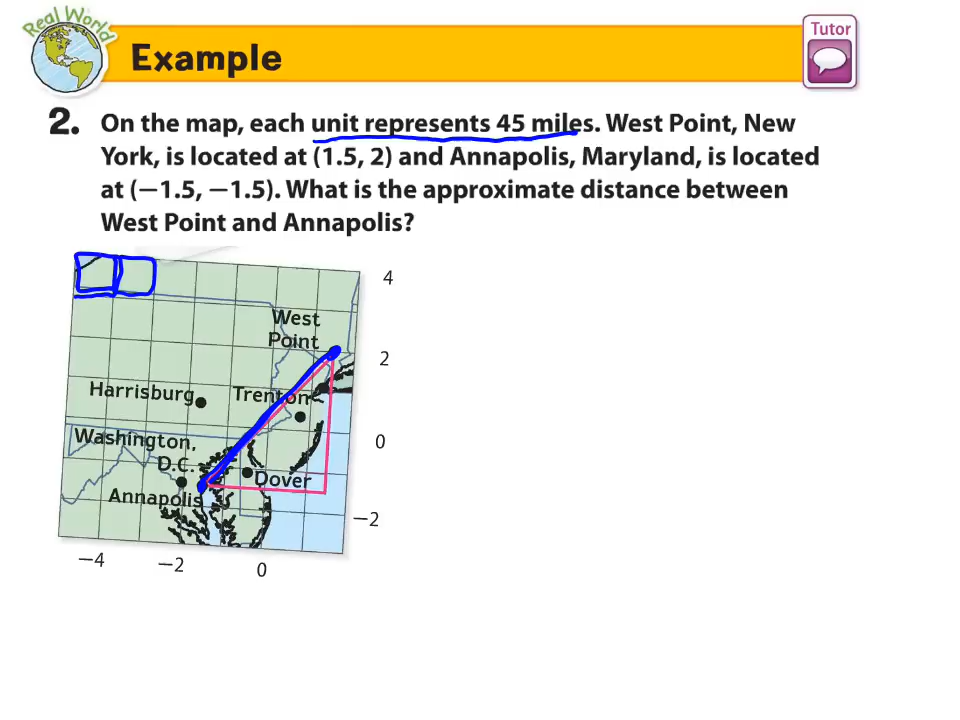 Real World
Example
Tutor
2. On the map, each unit represents 45 miles. West Point, New
York, is located at (1.5, 2) and Annapolis, Maryland, is located
at (−1.5, −1.5). What is the approximate distance between
West Point and Annapolis?
4
West
Point
2
Harrisburg
Trenton
0
Washington,
D.C.
Dover
Annapolis
−2
−4
−2
0